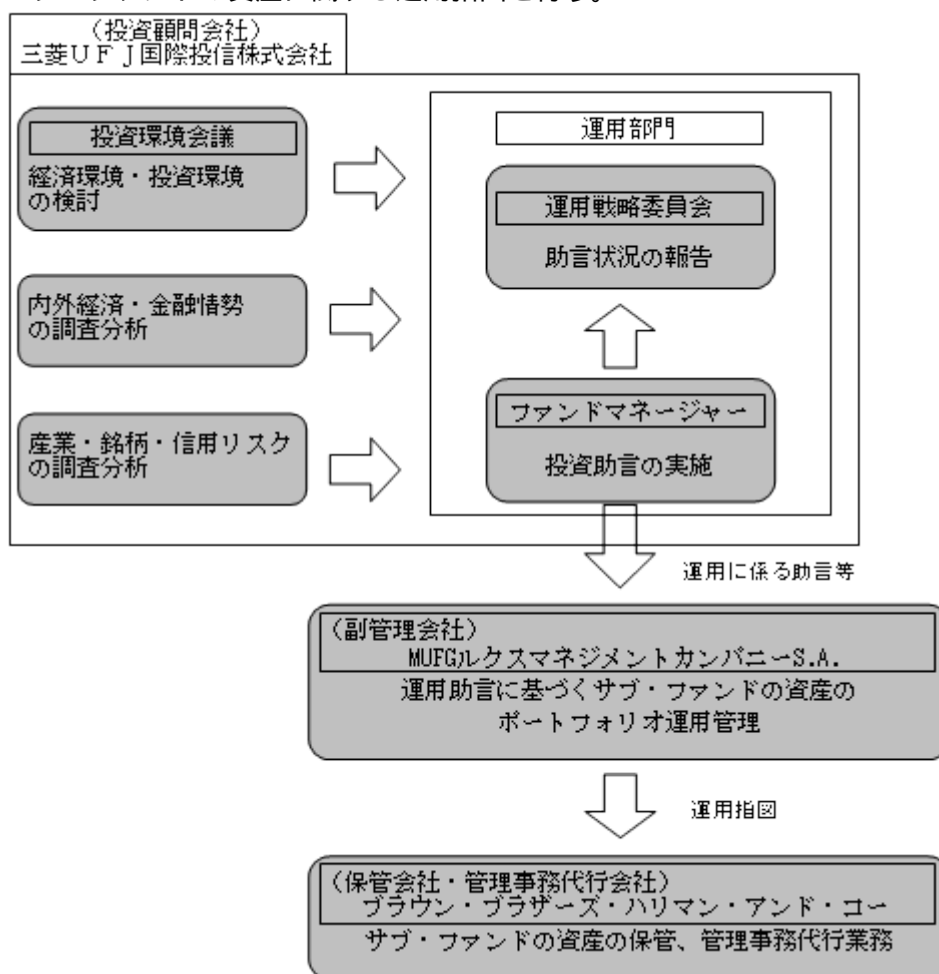 （投資顧問会社）
三菱ＵＦＪ国際投信株式会社
投資環境会議
経済環境・投資環境
の検討
内外経済・金融情勢
の調査分析
産業・銘柄・信用リスク
の調査分析
運用部門
運用戦略委員会
助言状況の報告
ファンドマネージャー
投資助言の実施
運用に係る助言等
（副管理会社）
MUFGルクスマネジメントカンパニーS.A.
運用助言に基づくサブ・ファンドの資産の
ポートフォリオ運用管理
運用指図
（保管会社・管理事務代行会社）
ブラウン・ブラザーズ・ハリマン・アンド・コー
サブ・ファンドの資産の保管、管理事務代行業務